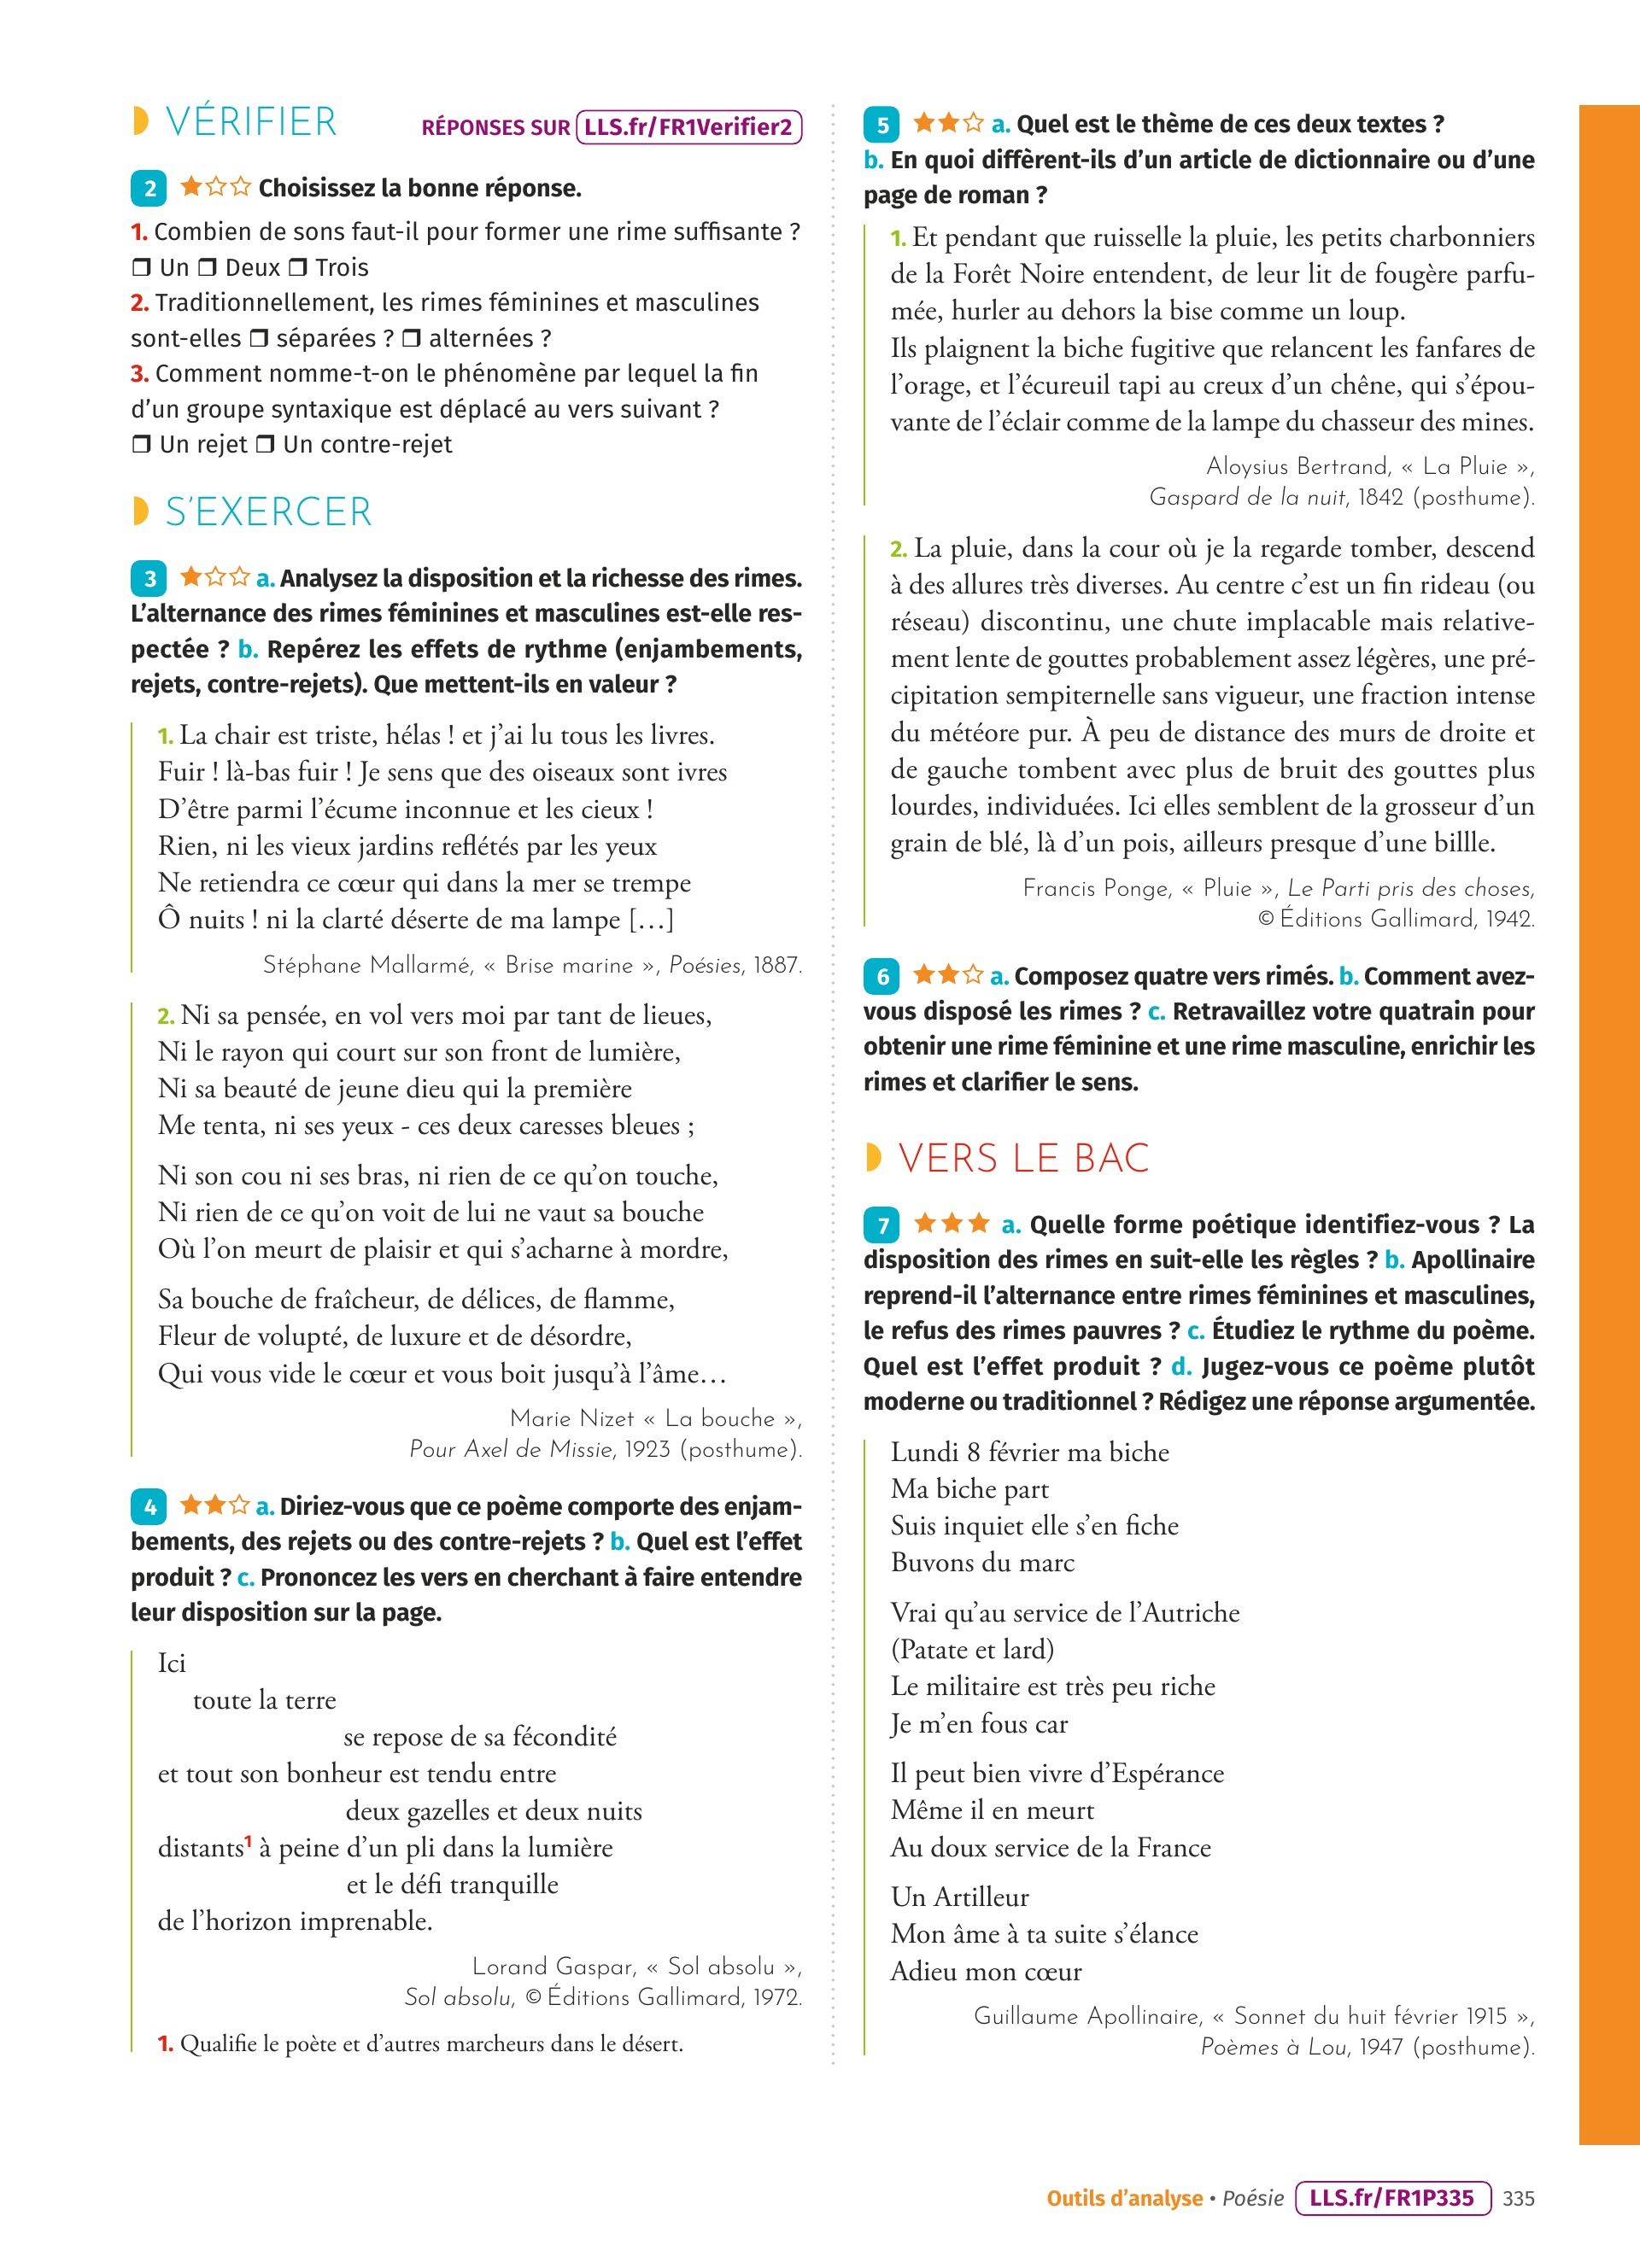 VÉRIFIER
RÉPONSES SUR LLS.fr/FR1Verifier2
2 ★☆☆ Choisissez la bonne réponse.
1. Combien de sons faut-il pour former une rime suffisante ?
❒ Un ❒ Deux ❒ Trois
2. Traditionnellement, les rimes féminines et masculines
sont-elles ❒ séparées ? ❒ alternées ?
3. Comment nomme-t-on le phénomène par lequel la fin
d’un groupe syntaxique est déplacé au vers suivant ?
❒ Un rejet ❒ Un contre-rejet
S’EXERCER
3 ★☆☆ a. Analysez la disposition et la richesse des rimes.
L’alternance des rimes féminines et masculines est-elle res-
pectée ? b. Repérez les effets de rythme (enjambements,
rejets, contre-rejets). Que mettent-ils en valeur ?
1. La chair est triste, hélas ! et j’ai lu tous les livres.
Fuir ! là-bas fuir ! Je sens que des oiseaux sont ivres
D’être parmi l’écume inconnue et les cieux !
Rien, ni les vieux jardins reflétés par les yeux
Ne retiendra ce cœur qui dans la mer se trempe
Ô nuits ! ni la clarté déserte de ma lampe […]
Stéphane Mallarmé, « Brise marine », Poésies, 1887.
2. Ni sa pensée, en vol vers moi par tant de lieues,
Ni le rayon qui court sur son front de lumière,
Ni sa beauté de jeune dieu qui la première
Me tenta, ni ses yeux - ces deux caresses bleues ;
Ni son cou ni ses bras, ni rien de ce qu’on touche,
Ni rien de ce qu’on voit de lui ne vaut sa bouche
Où l’on meurt de plaisir et qui s’acharne à mordre,
Sa bouche de fraîcheur, de délices, de flamme,
Fleur de volupté, de luxure et de désordre,
Qui vous vide le cœur et vous boit jusqu’à l’âme…
Marie Nizet « La bouche »,
Pour Axel de Missie, 1923 (posthume).
4 ★★☆ a. Diriez-vous que ce poème comporte des enjam-
bements, des rejets ou des contre-rejets ? b. Quel est l’effet
produit ? c. Prononcez les vers en cherchant à faire entendre
leur disposition sur la page.
Ici
toute la terre
se repose de sa fécondité
et tout son bonheur est tendu entre
deux gazelles et deux nuits
distants1 à peine d’un pli dans la lumière
et le défi tranquille
de l’horizon imprenable.
Lorand Gaspar, « Sol absolu »,
Sol absolu, © Éditions Gallimard, 1972.
1. Qualifie le poète et d’autres marcheurs dans le désert.
5 ★★☆ a. Quel est le thème de ces deux textes ?
b. En quoi diffèrent-ils d’un article de dictionnaire ou d’une
page de roman ?
1. Et pendant que ruisselle la pluie, les petits charbonniers
de la Forêt Noire entendent, de leur lit de fougère parfu-
mée, hurler au dehors la bise comme un loup.
Ils plaignent la biche fugitive que relancent les fanfares de
l’orage, et l’écureuil tapi au creux d’un chêne, qui s’épou-
vante de l’éclair comme de la lampe du chasseur des mines.
Aloysius Bertrand, « La Pluie »,
Gaspard de la nuit, 1842 (posthume).
2. La pluie, dans la cour où je la regarde tomber, descend
à des allures très diverses. Au centre c’est un fin rideau (ou
réseau) discontinu, une chute implacable mais relative-
ment lente de gouttes probablement assez légères, une pré-
cipitation sempiternelle sans vigueur, une fraction intense
du météore pur. À peu de distance des murs de droite et
de gauche tombent avec plus de bruit des gouttes plus
lourdes, individuées. Ici elles semblent de la grosseur d’un
grain de blé, là d’un pois, ailleurs presque d’une billle.
Francis Ponge, « Pluie », Le Parti pris des choses,
© Éditions Gallimard, 1942.
6 ★★☆ a. Composez quatre vers rimés. b. Comment avez-
vous disposé les rimes ? c. Retravaillez votre quatrain pour
obtenir une rime féminine et une rime masculine, enrichir les
rimes et clarifier le sens.
VERS LE BAC
7 ★★★ a. Quelle forme poétique identifiez-vous ? La
disposition des rimes en suit-elle les règles ? b. Apollinaire
reprend-il l’alternance entre rimes féminines et masculines,
le refus des rimes pauvres ? c. Étudiez le rythme du poème.
Quel est l’effet produit ? d. Jugez-vous ce poème plutôt
moderne ou traditionnel ? Rédigez une réponse argumentée.
Lundi 8 février ma biche
Ma biche part
Suis inquiet elle s’en fiche
Buvons du marc
Vrai qu’au service de l’Autriche
(Patate et lard)
Le militaire est très peu riche
Je m’en fous car
Il peut bien vivre d’Espérance
Même il en meurt
Au doux service de la France
Un Artilleur
Mon âme à ta suite s’élance
Adieu mon cœur
Guillaume Apollinaire, « Sonnet du huit février 1915 »,
Poèmes à Lou, 1947 (posthume).
Outils d’analyse • Poésie LLS.fr/FR1P335 335